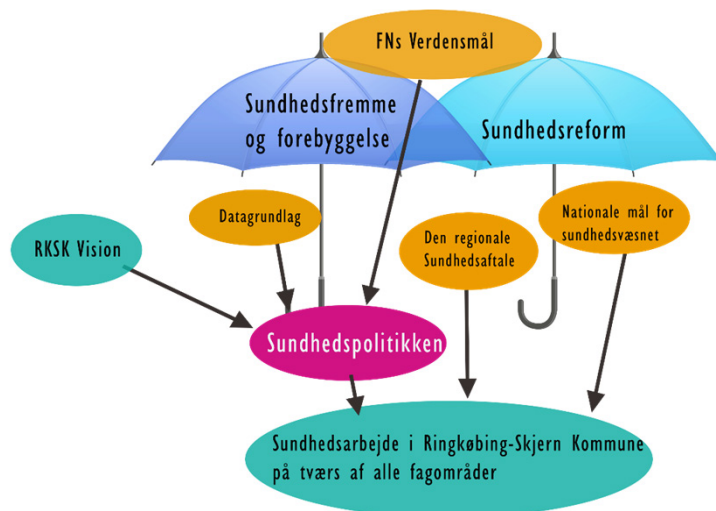 FNs Verdensmål
Sundhedsfremme
og forebyggelse
Sundhedsreform
Datagrundlag
Nationale mål for
sundhedsvæsnet
RKSK Vision
Den regionale
Sundhedsaftale
Sundhedspolitikken
Sundhedsarbejde i Ringkøbing-Skjern Kommune
på tværs af alle fagområder